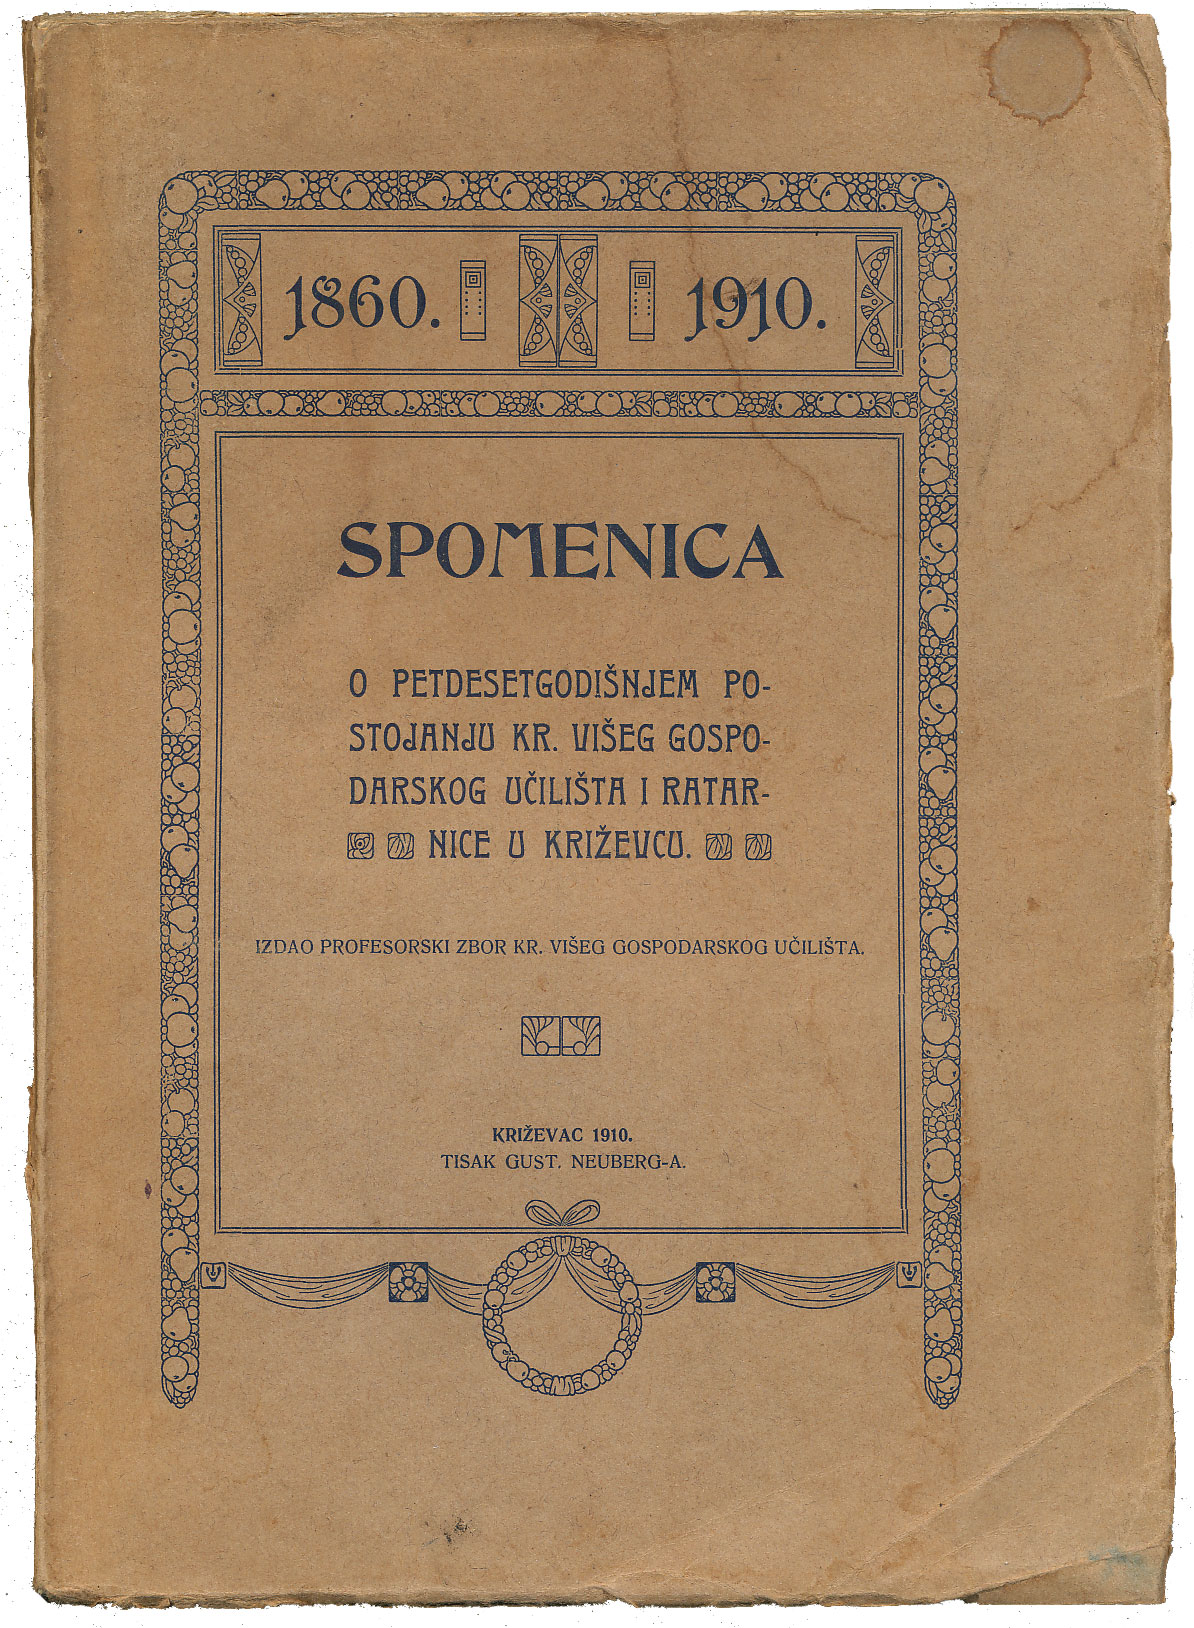 1860. 1910.
SPOMENICA
O PETDESETGODIŠNJEM PO-
STOJANJU KR. VIŠEG GOSPO-
DARSKOG UČILIŠTA I RATAR-
NICE U KRIŽEVCU.
IZDAO PROFESORSKI ZBOR KR. VIŠEG GOSPODARSKOG UČILIŠTA.
KRIŽEVAC 1910.
TISAK GUST. NEUBERG-A.